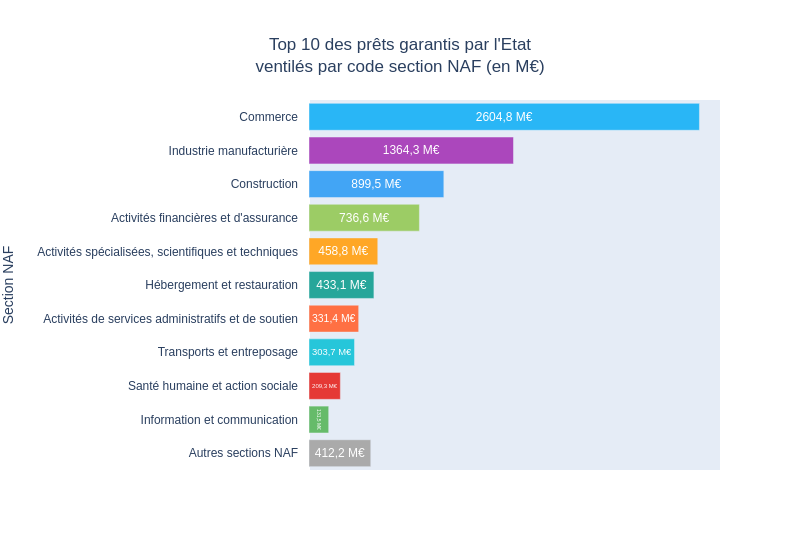 Top 10 des prêts garantis par l'Etat
ventilés par code section NAF (en M€)
Section NAF
Commerce 2604,8 M€
Industrie manufacturière 1364,3 M€
Construction 899,5 M€
Activités financières et d'assurance 736,6 M€
Activités spécialisées, scientifiques et techniques 458,8 M€
Hébergement et restauration 433,1 M€
Activités de services administratifs et de soutien 331,4 M€
Transports et entreposage 303,7 M€
Santé humaine et action sociale 209,3 M€
Information et communication
Autres sections NAF 412,2 M€